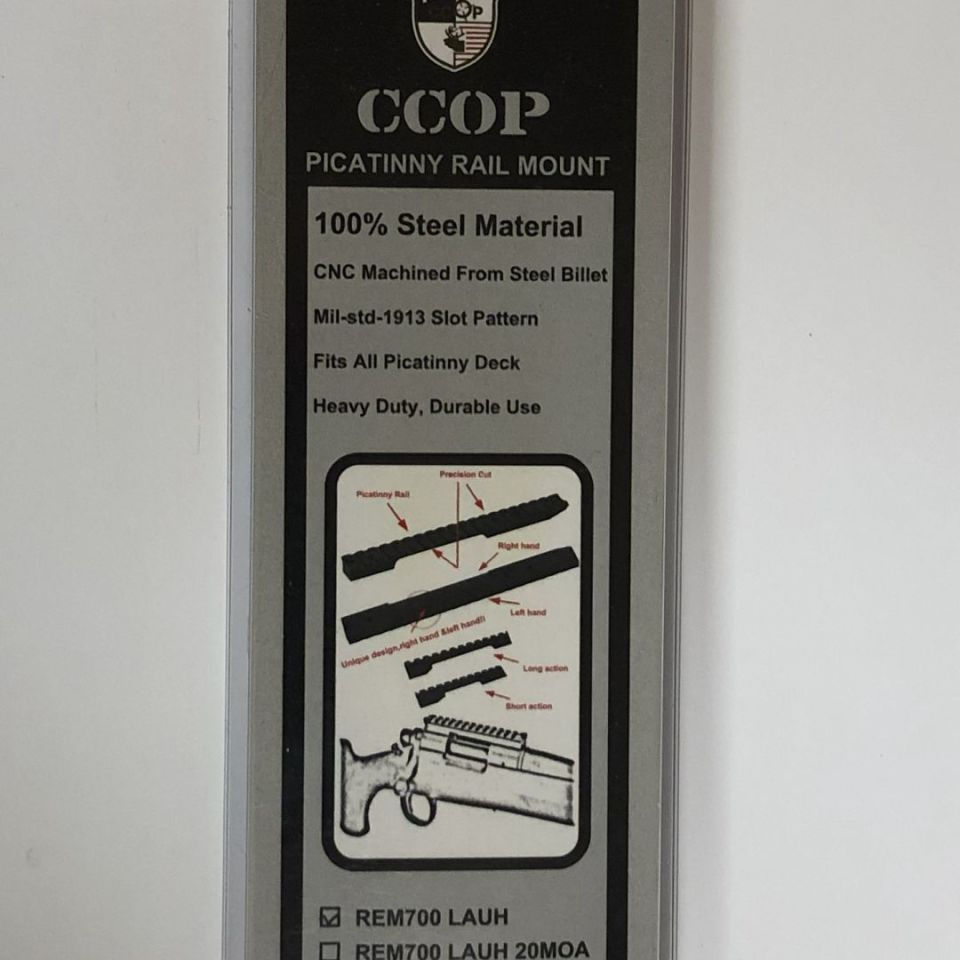 CCOP
PICATINNY RAIL MOUNT
100% Steel Material
CNC Machined From Steel Billet
Mil-std-1913 Slot Pattern
Fits All Picatinny Deck
Heavy Duty, Durable Use
Precision Cut
Picatinny Rail
Right hand
Left hand
Unique design,right hand &left hand!!
Long action
Short action
REM700 LAUH
REM700 LAUH 20MOA